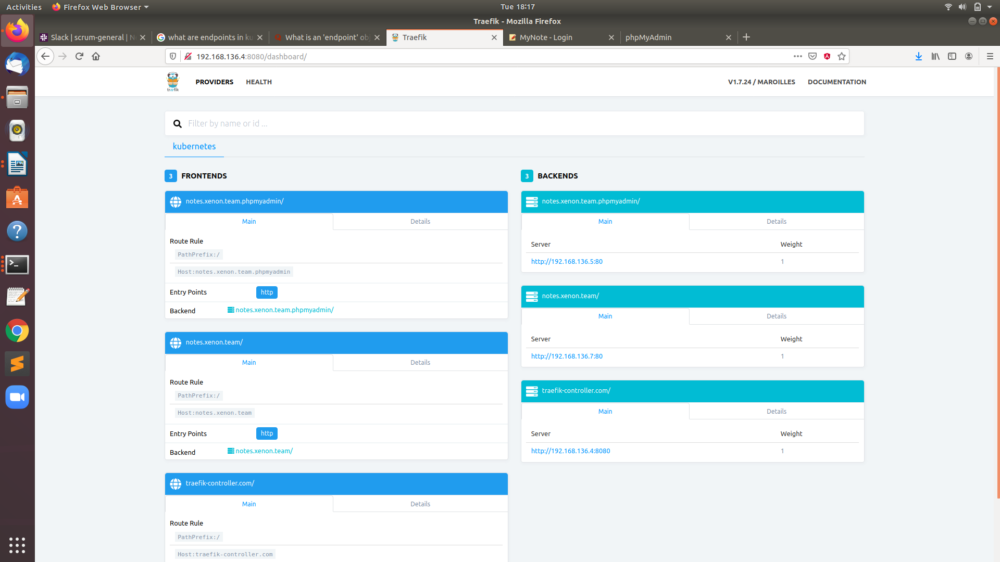 Activities
Firefox Web Browser
Tue 18:17
Traefik - Mozilla Firefox
Slack | scrum-general |
what are endpoints in ku
What is an 'endpoint' ob
Traefik
MyNote - Login
phpMyAdmin
192.168.136.4:8080/dashboard/
træfik
PROVIDERS
HEALTH
V1.7.24 / MAROILLES
DOCUMENTATION
Filter by name or id ...
kubernetes
3 FRONTENDS
notes.xenon.team.phpmyadmin/
Main
Details
Route Rule
PathPrefix:/
Host:notes.xenon.team.phpmyadmin
Entry Points
http
Backend
notes.xenon.team.phpmyadmin/
notes.xenon.team/
Main
Details
Route Rule
PathPrefix:/
Host:notes.xenon.team
Entry Points
http
Backend
notes.xenon.team/
traefik-controller.com/
Main
Details
Route Rule
PathPrefix:/
Host:traefik-controller.com
3 BACKENDS
notes.xenon.team.phpmyadmin/
Main
Details
Server
Weight
http://192.168.136.5:80
1
notes.xenon.team/
Main
Details
Server
Weight
http://192.168.136.7:80
1
traefik-controller.com/
Main
Details
Server
Weight
http://192.168.136.4:8080
1